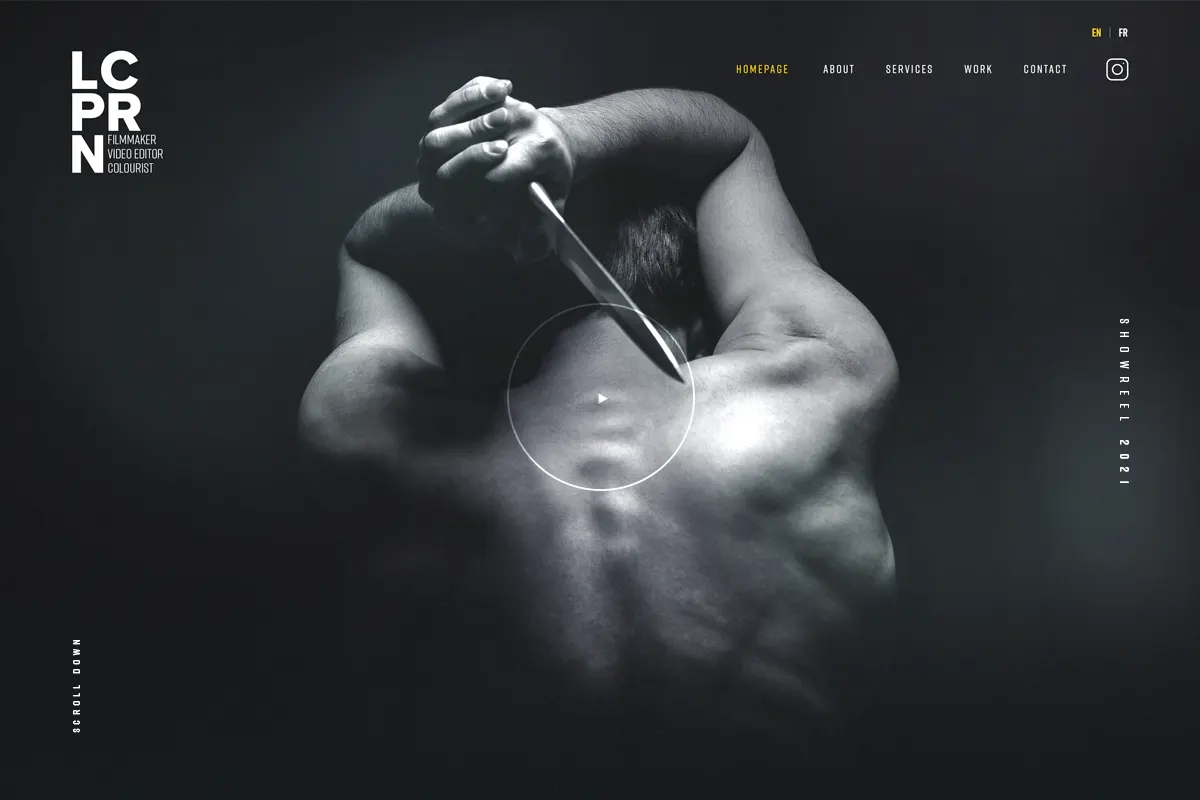 EN | FR
LC
PR
N
FILMMAKER
VIDEO EDITOR
COLOURIST
HOMEPAGE ABOUT SERVICES WORK CONTACT
SHOWREEL 2021
SCROLL DOWN